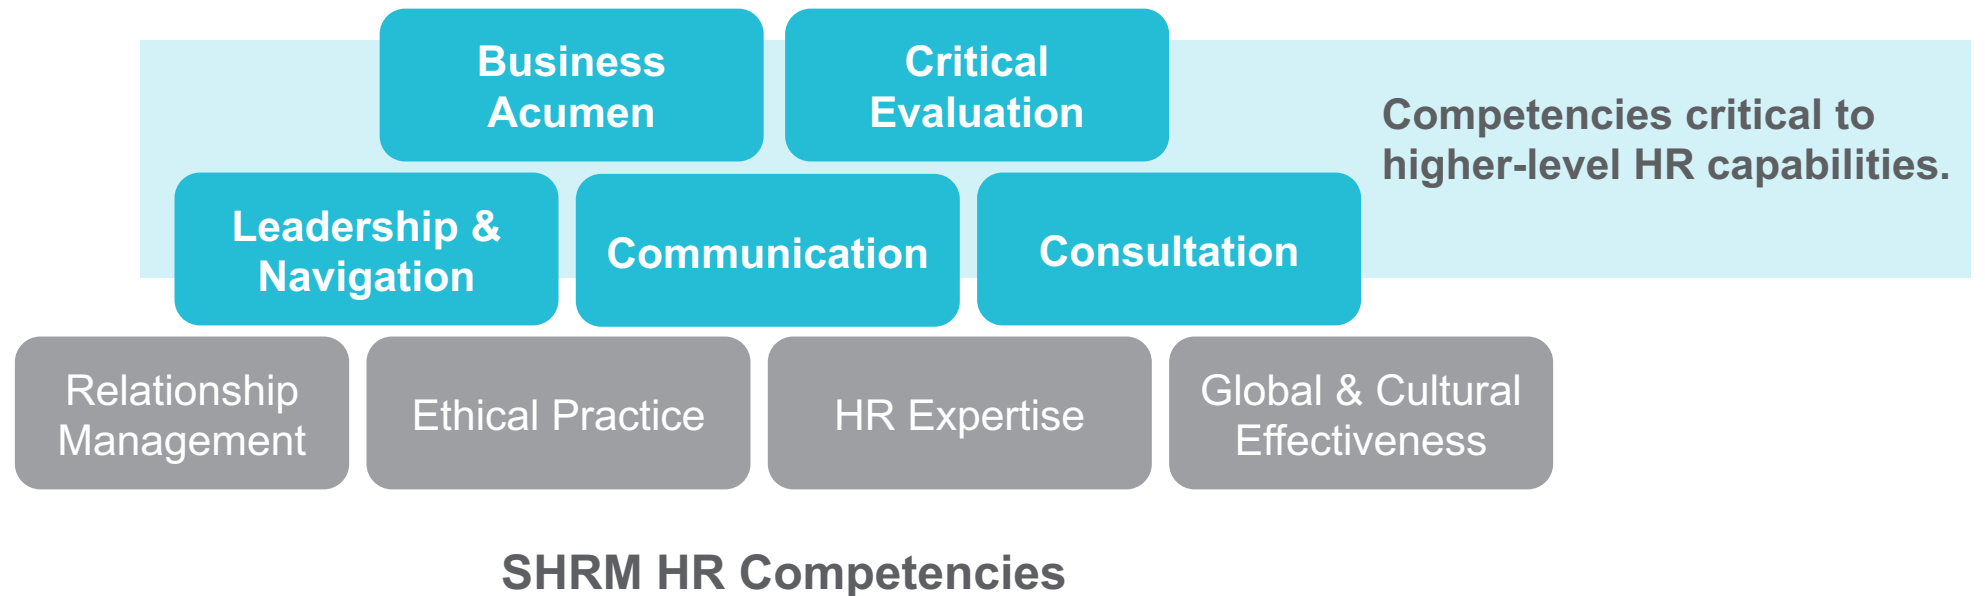 Business
Acumen
Critical
Evaluation
Competencies critical to
higher-level HR capabilities.
Leadership &
Navigation
Communication
Consultation
Relationship
Management
Ethical Practice
HR Expertise
Global & Cultural
Effectiveness
SHRM HR Competencies